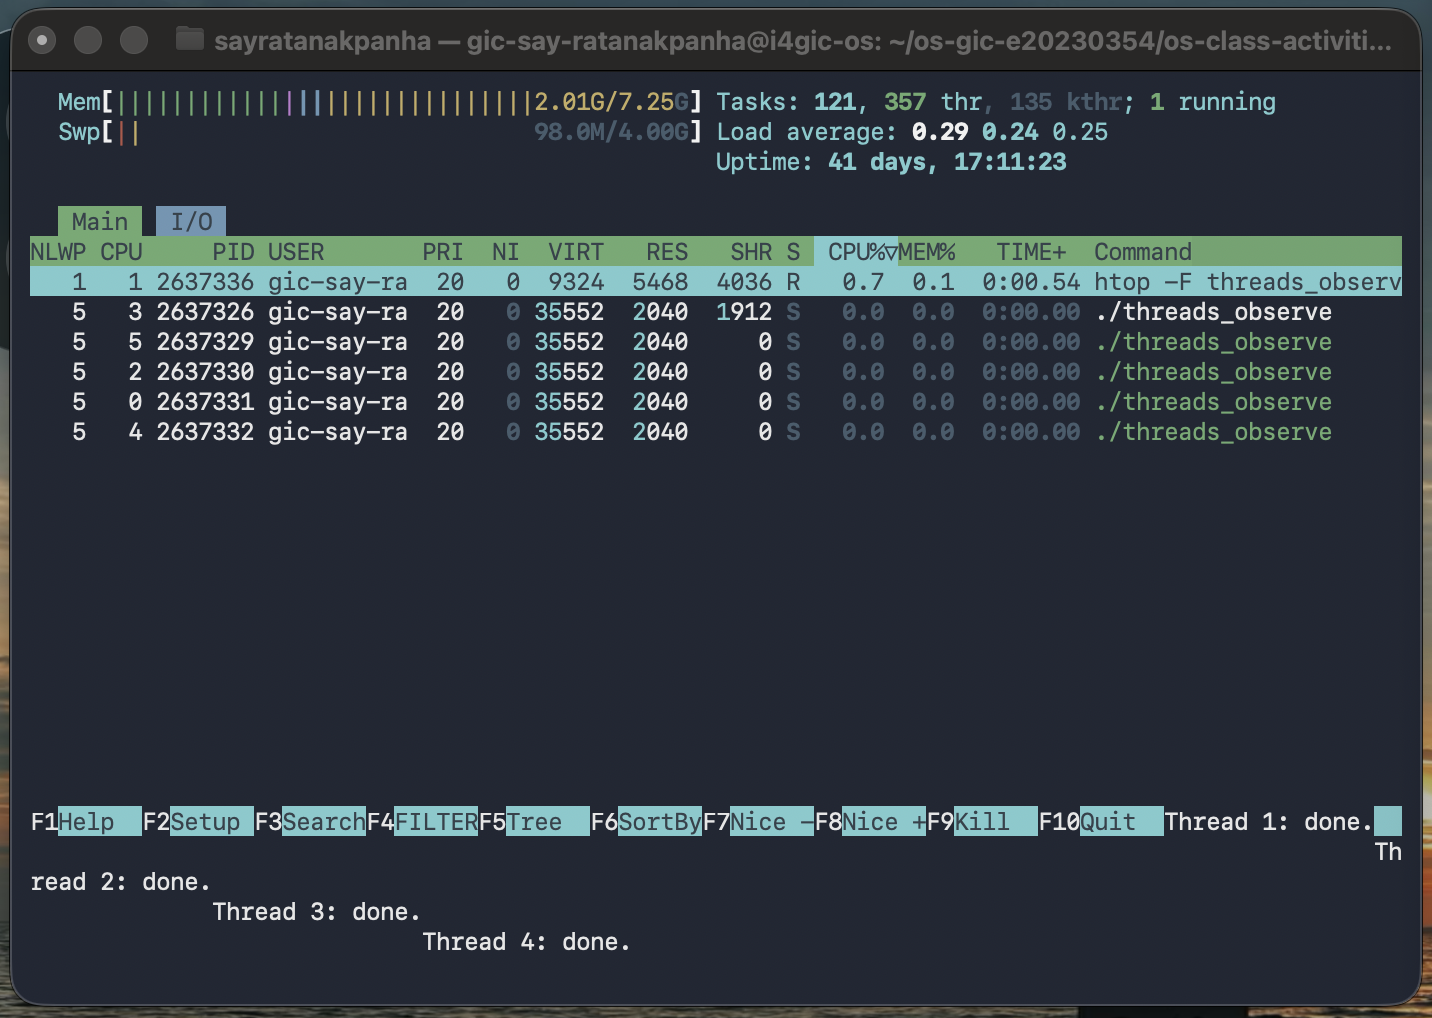 sayratanakpanha — gic-say-ratanakpanha@i4gic-os: ~/os-gic-e20230354/os-class-activiti...
Mem[||||||||||||||||||||||||||||||2.01G/7.25G] Tasks: 121, 357 thr, 135 kthr; 1 running
Swp[|| 98.0M/4.00G] Load average: 0.29 0.24 0.25
Uptime: 41 days, 17:11:23
Main I/O
NLWP CPU PID USER PRI NI VIRT RES SHR S CPU%▽MEM% TIME+ Command
1 1 2637336 gic-say-ra 20 0 9324 5468 4036 R 0.7 0.1 0:00.54 htop -F threads_observ
5 3 2637326 gic-say-ra 20 0 35552 2040 1912 S 0.0 0.0 0:00.00 ./threads_observe
5 5 2637329 gic-say-ra 20 0 35552 2040 0 S 0.0 0.0 0:00.00 ./threads_observe
5 2 2637330 gic-say-ra 20 0 35552 2040 0 S 0.0 0.0 0:00.00 ./threads_observe
5 0 2637331 gic-say-ra 20 0 35552 2040 0 S 0.0 0.0 0:00.00 ./threads_observe
5 4 2637332 gic-say-ra 20 0 35552 2040 0 S 0.0 0.0 0:00.00 ./threads_observe
F1Help F2Setup F3SearchF4FILTERF5Tree F6SortByF7Nice -F8Nice +F9Kill F10Quit Thread 1: done.
Th
read 2: done.
Thread 3: done.
Thread 4: done.